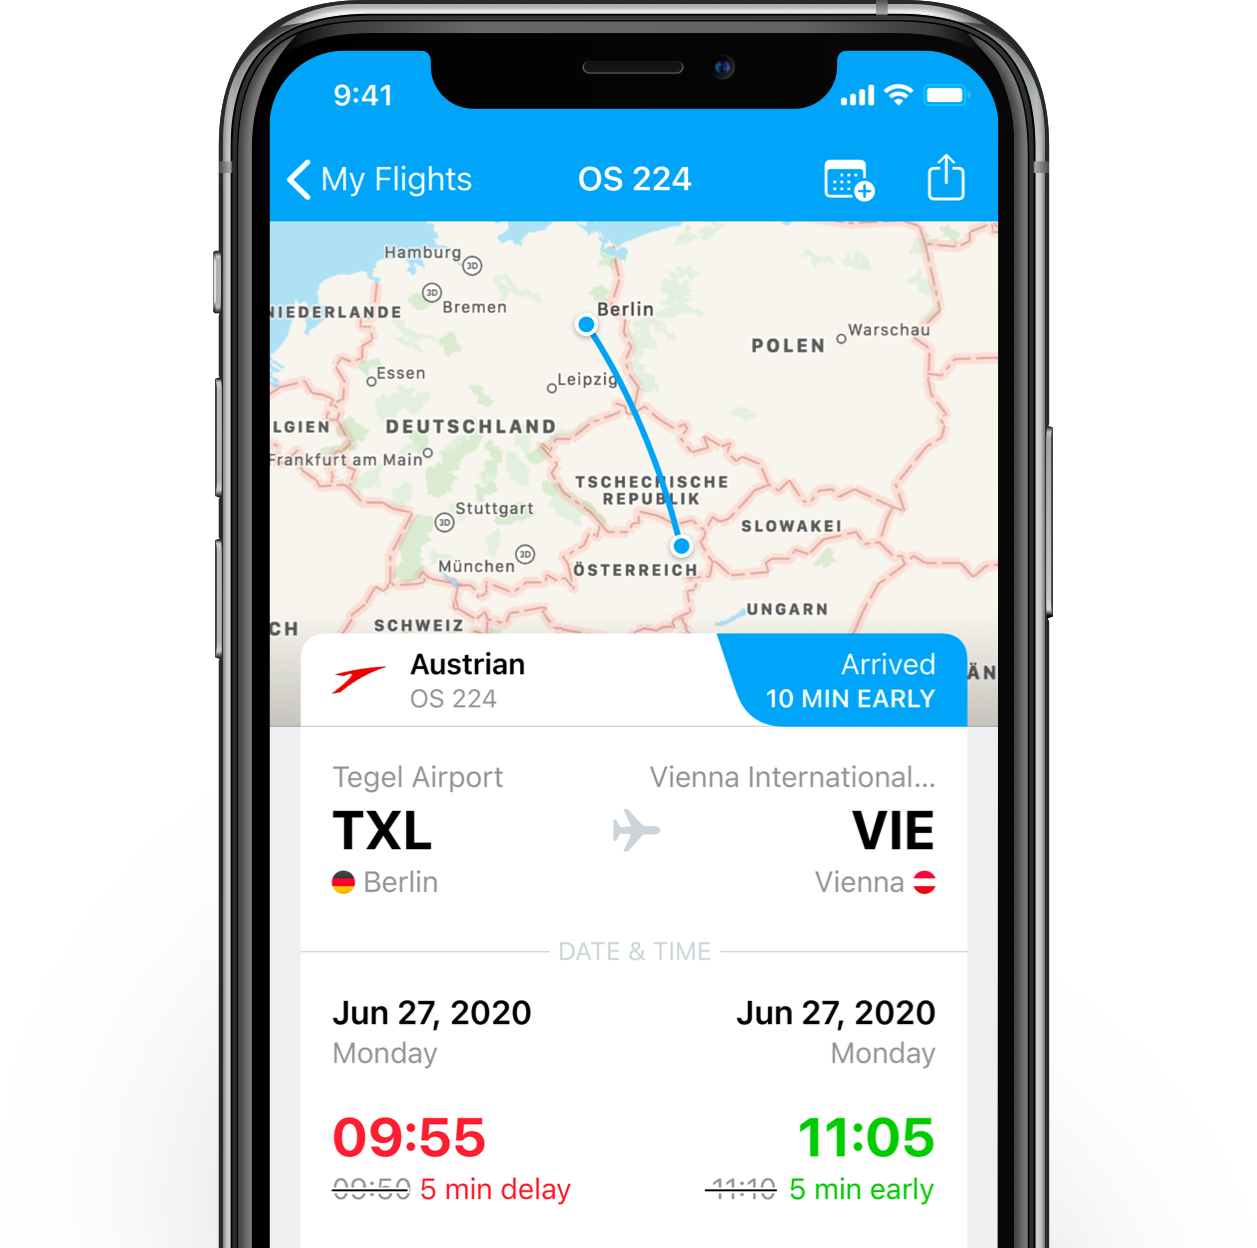 9:41
My Flights
OS 224
Hamburg
3D
3D
Bremen
Berlin
NIEDERLANDE
Warschau
POLEN
Essen
Leipzig
LGIEN
DEUTSCHLAND
Frankfurt am Main
TSCHECHISCHE
REPUBLIK
Stuttgart
3D
SLOWAKEI
3D
München
ÖSTERREICH
UNGARN
CH
SCHWEIZ
ÄN
Austrian
OS 224
Arrived
10 MIN EARLY
Tegel Airport
Vienna International...
TXL
VIE
Berlin
Vienna
DATE & TIME
Jun 27, 2020
Jun 27, 2020
Monday
Monday
09:55
11:05
09:50 5 min delay
11:10 5 min early